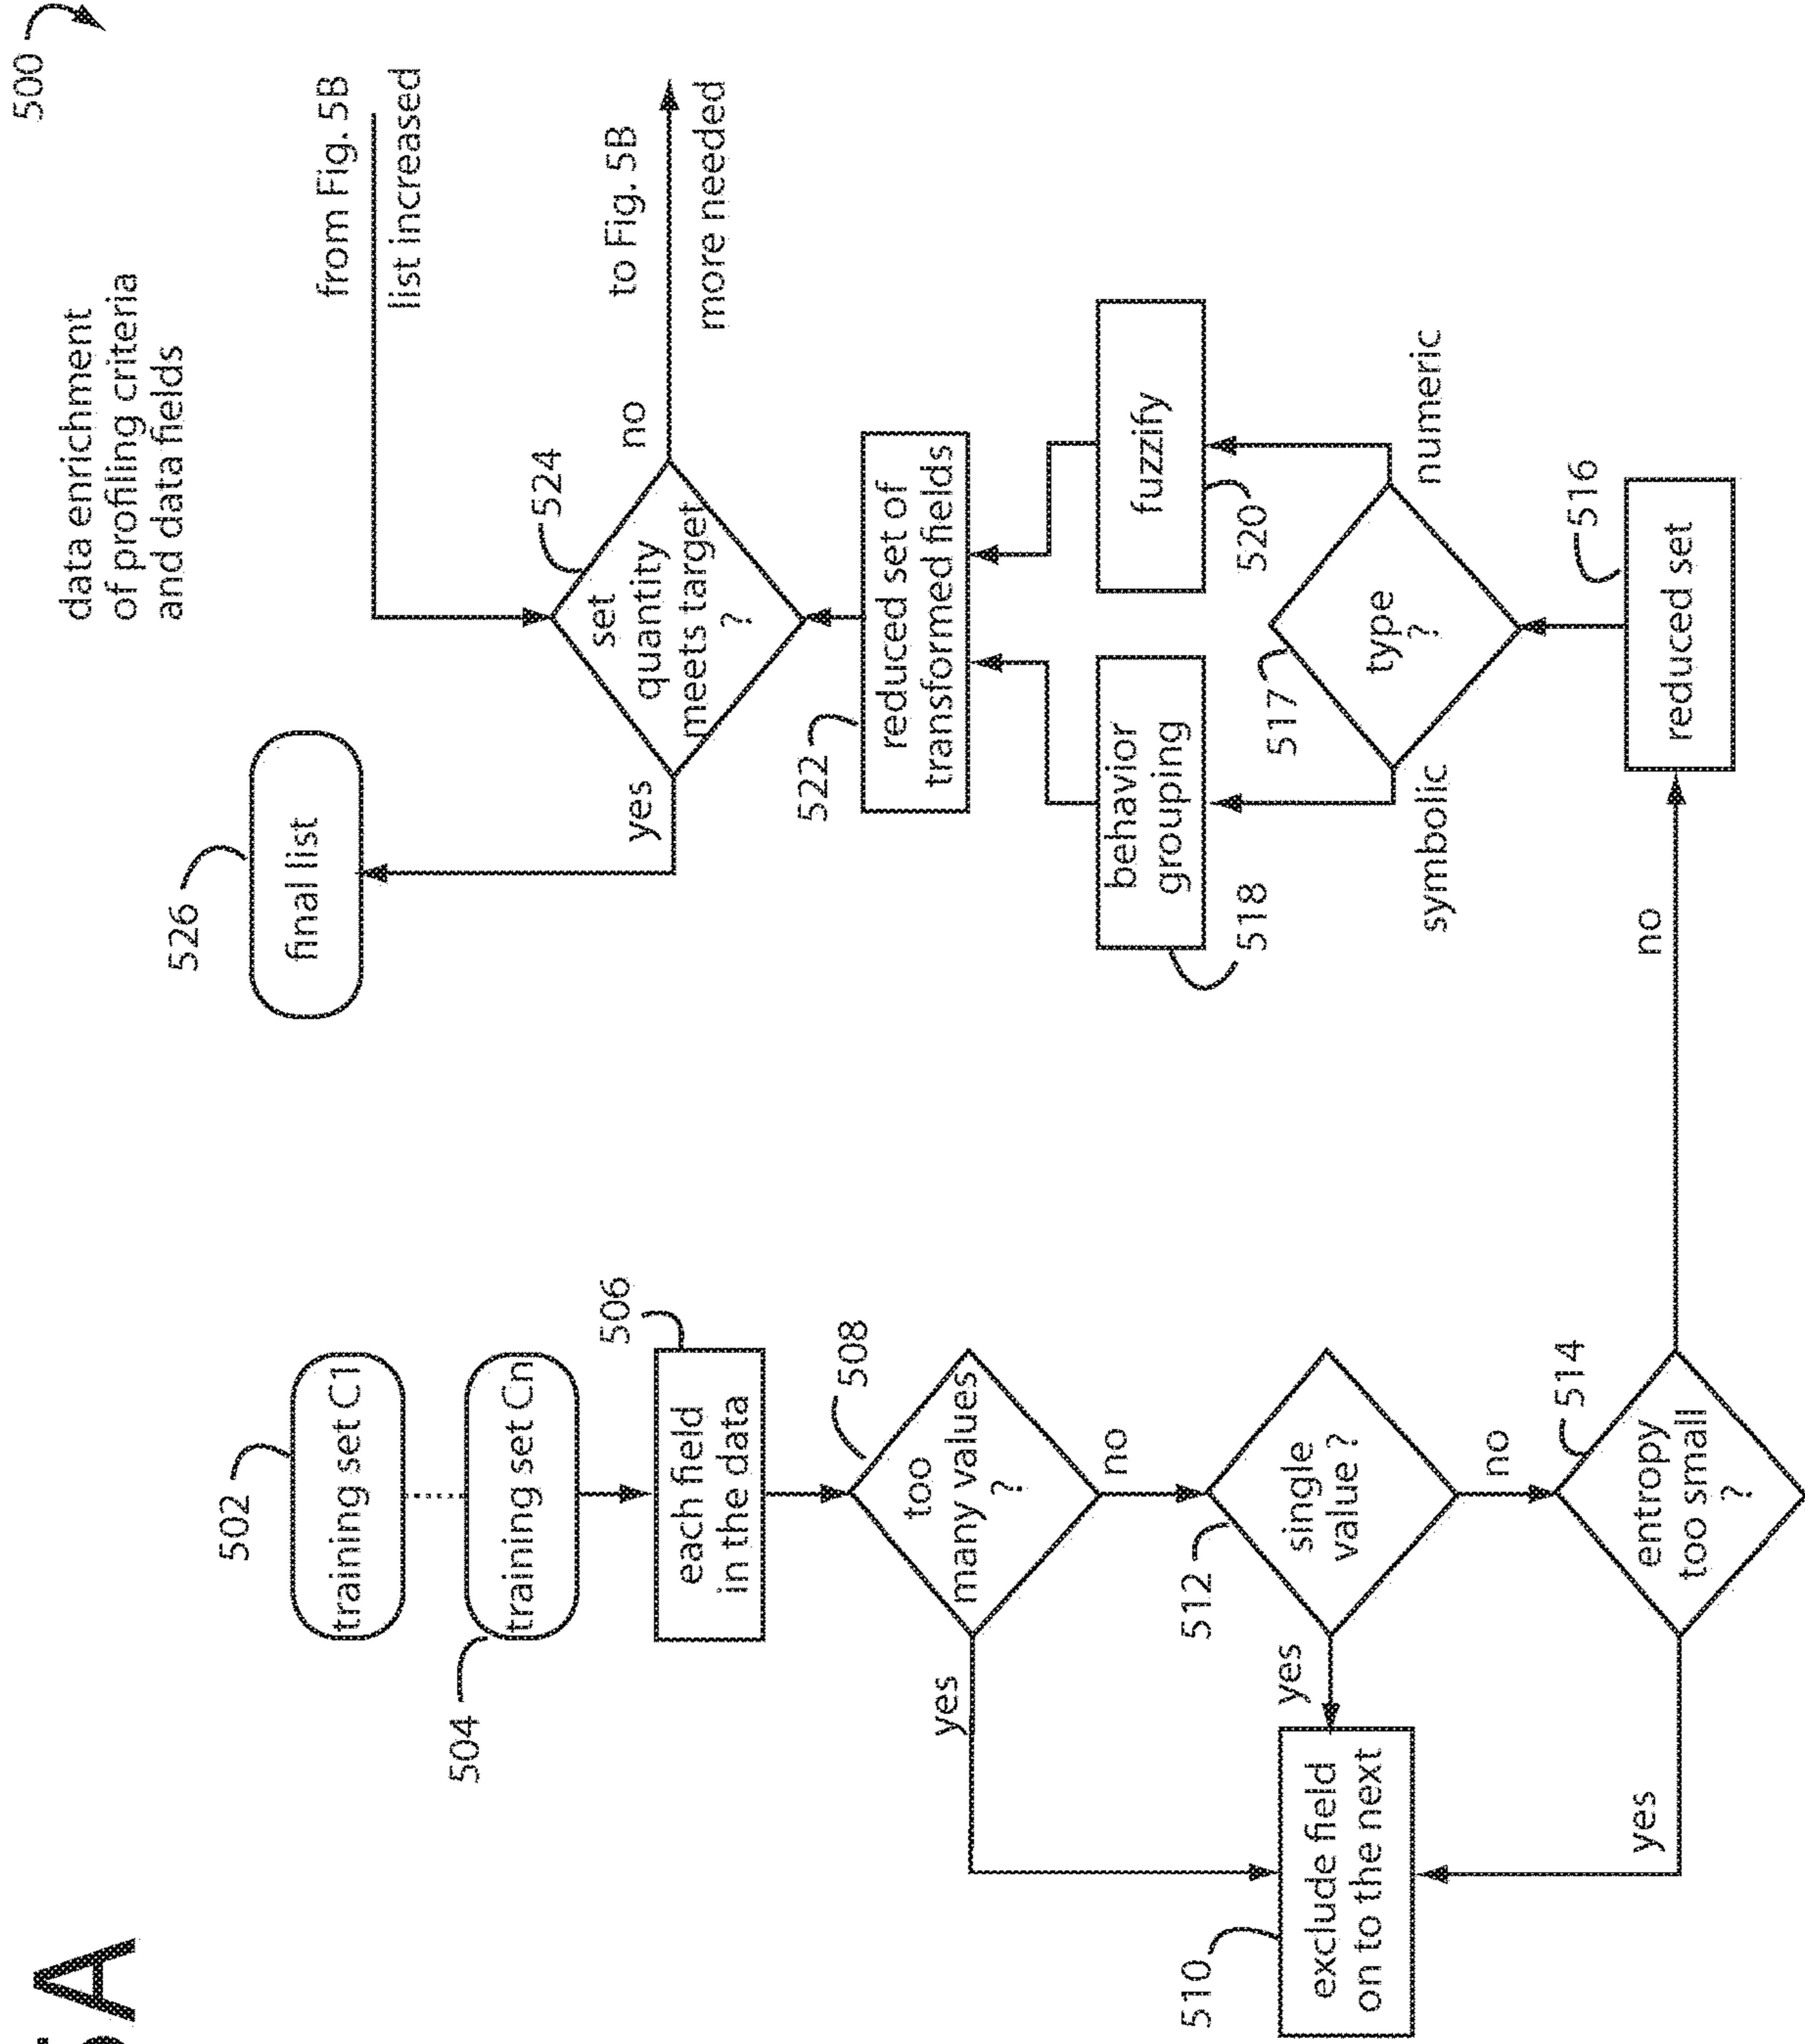 5A
500
data enrichment
of profiling criteria
and data fields
502
training set C1
504
training set Cn
506
each field
in the data
508
too
many values
?
yes
no
510
exclude field
on to the next
512
single
value ?
yes
no
514
entropy
too small
?
yes
no
516
reduced set
517
type
?
symbolic
numeric
518
behavior
grouping
520
fuzzify
522
reduced set of
transformed fields
524
set
quantity
meets target
?
yes
no
526
final list
from Fig. 5B
list increased
to Fig. 5B
more needed